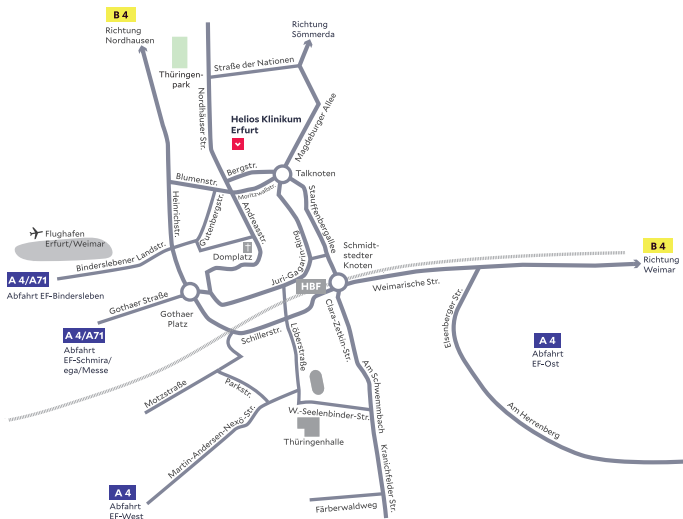 B 4
Richtung
Nordhausen
Richtung
Sömmerda
Straße der Nationen
Thüringen-
park
Nordhäuser Str.
Magdeburger Allee
Helios Klinikum
Erfurt
Bergstr.
Talknoten
Blumenstr.
Moritzwallstr.
Heinrichstr.
Gutenbergstr.
Andreasstr.
Stauffenbergallee
Flughafen
Erfurt/Weimar
Binderslebener Landstr.
Domplatz
Juri-Gagarin-Ring
Schmidt-
stedter
Knoten
B 4
Richtung
Weimar
A 4/A71
Abfahrt EF-Bindersleben
HBF
Weimarische Str.
Gothaer Straße
Gothaer
Platz
A 4/A71
Abfahrt
EF-Schmira/
ega/Messe
Schillerstr.
Löberstraße
Clara-Zetkin-Str.
Eisenberger Str.
A 4
Abfahrt
EF-Ost
Motzstraße
Parkstr.
Am Schwemmbach
W.-Seelenbinder-Str.
Thüringenhalle
Martin-Andersen-Nexö-Str.
Kranichfelder Str.
Am Herrenberg
A 4
Abfahrt
EF-West
Färberwaldweg